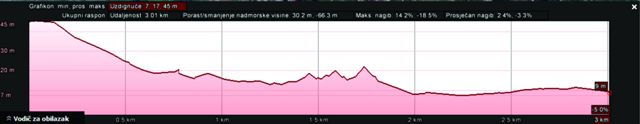 Grafikon min, pros, maks Uzdignuće 7, 17, 45 m
Ukupni raspon Udaljenost 3.01 km Porast/smanjenje nadmorske visine: 30.2 m, -66.3 m Maks. nagib: 14.2%, -18.5% Prosječan nagib: 2.4%, -3.3%
45 m
20 m
7 m
9 m
-5.0%
Vodič za obilazak
0.5 km
1 km
1.5 km
2 km
2.5 km
3 km